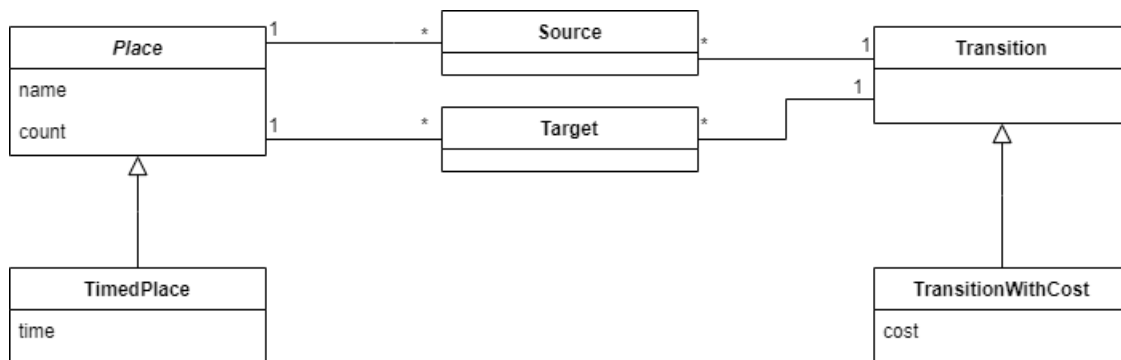 Place
name
count
1
*
Source
*
1
Transition
1
*
Target
*
1
TimedPlace
time
TransitionWithCost
cost